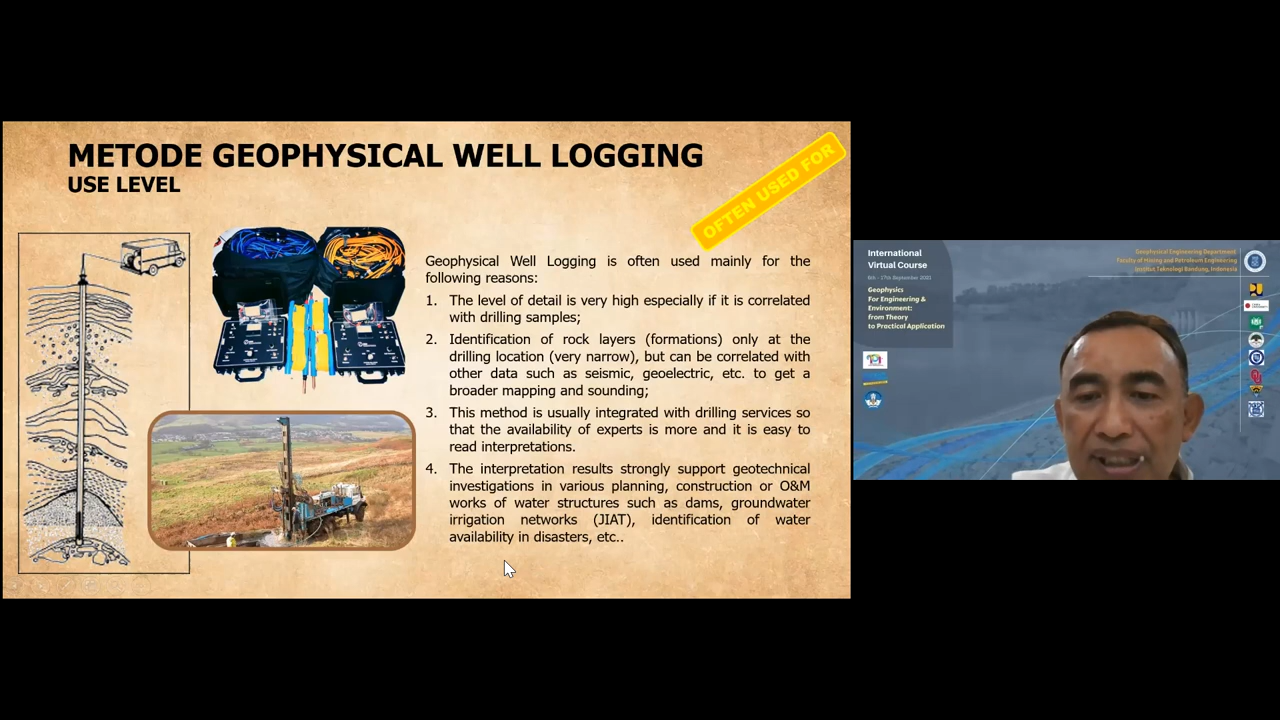 METODE GEOPHYSICAL WELL LOGGING
USE LEVEL
OFTEN USED FOR
Geophysical Well Logging is often used mainly for the
following reasons:
1. The level of detail is very high especially if it is correlated
with drilling samples;
2. Identification of rock layers (formations) only at the
drilling location (very narrow), but can be correlated with
other data such as seismic, geoelectric, etc. to get a
broader mapping and sounding;
3. This method is usually integrated with drilling services so
that the availability of experts is more and it is easy to
read interpretations.
4. The interpretation results strongly support geotechnical
investigations in various planning, construction or O&M
works of water structures such as dams, groundwater
irrigation networks (JIAT), identification of water
availability in disasters, etc..
International
Virtual Course
6th - 17th September 2021
Geophysics
For Engineering &
Environment:
from Theory
to Practical Application
Geophysical Engineering Department
Faculty of Mining and Petroleum Engineering
Institut Teknologi Bandung, Indonesia